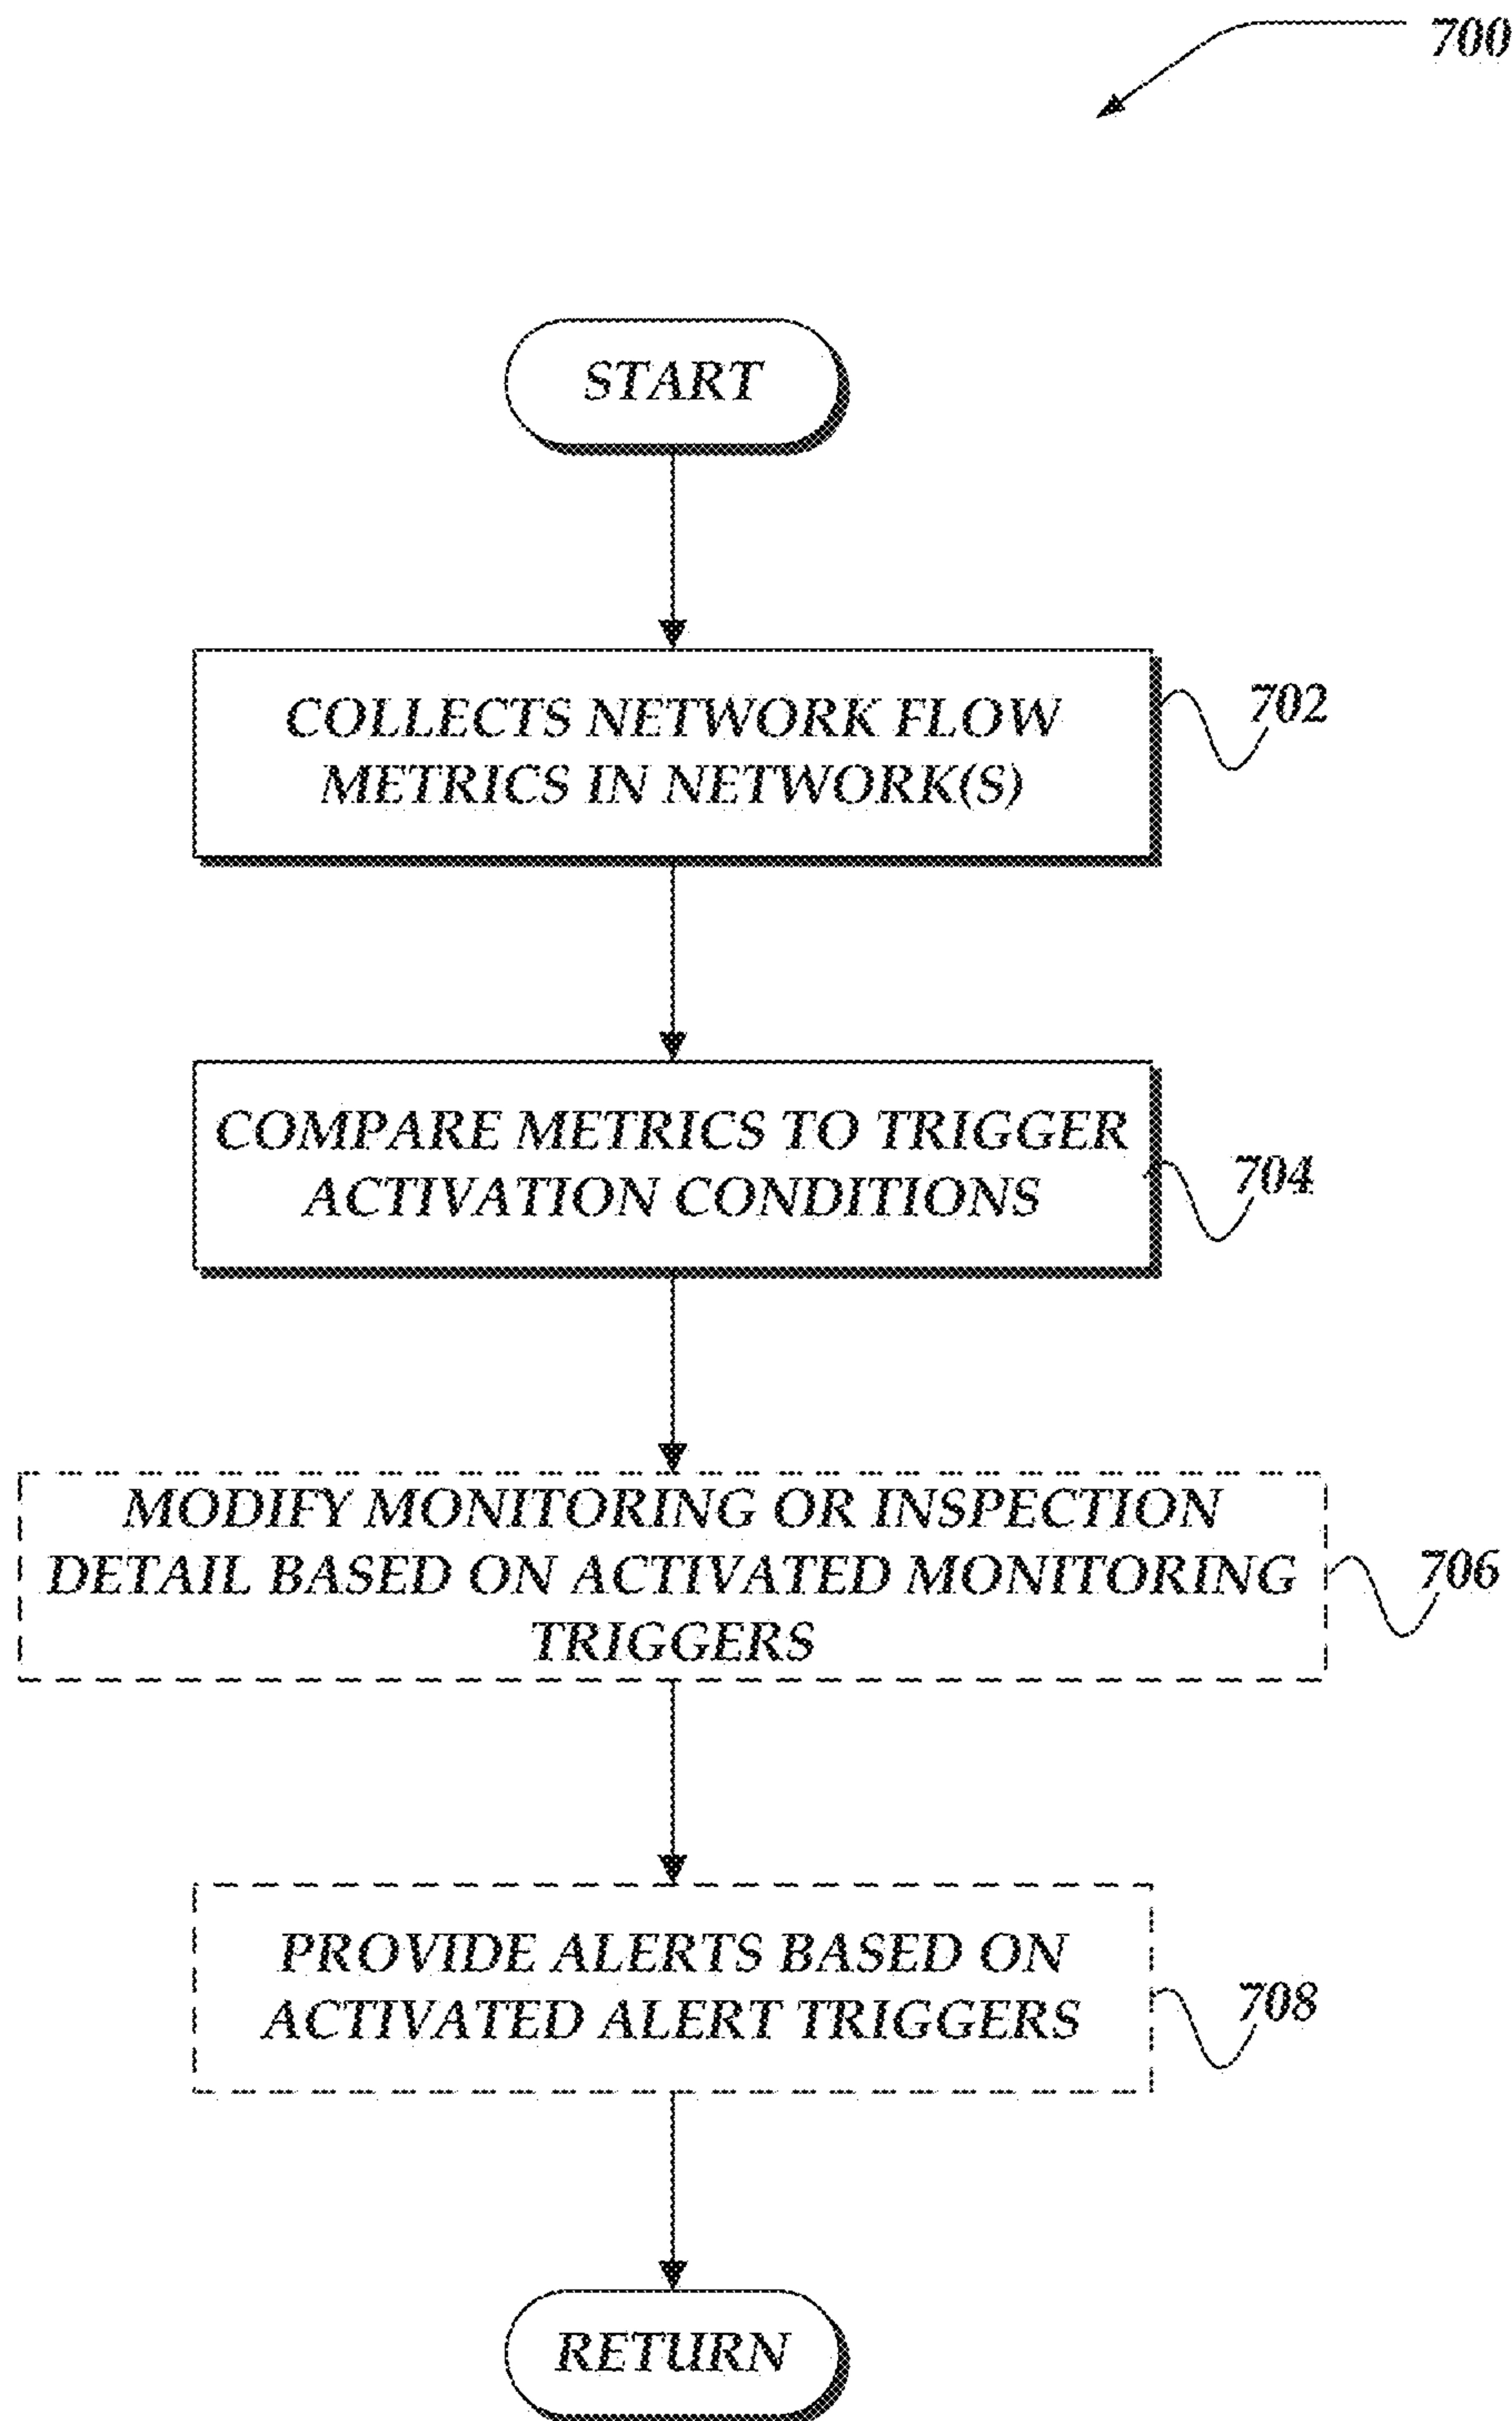 700
START
COLLECTS NETWORK FLOW
METRICS IN NETWORK(S)
702
COMPARE METRICS TO TRIGGER
ACTIVATION CONDITIONS
704
MODIFY MONITORING OR INSPECTION
DETAIL BASED ON ACTIVATED MONITORING
TRIGGERS
706
PROVIDE ALERTS BASED ON
ACTIVATED ALERT TRIGGERS
708
RETURN